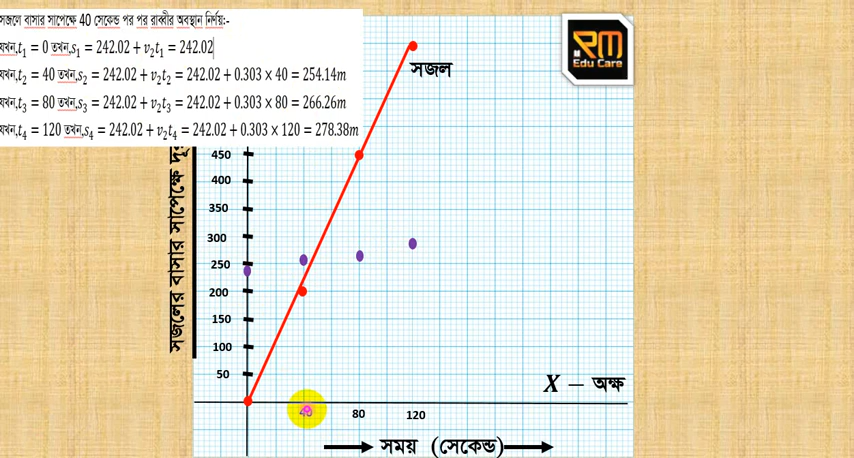 সজলে বাসার সাপেক্ষে 40 সেকেন্ড পর পর রাব্বীর অবস্থান নির্ণয়:-
যখন,t₁ = 0 তখন,s₁ = 242.02 + v₂t₁ = 242.02
যখন,t₂ = 40 তখন,s₂ = 242.02 + v₂t₂ = 242.02 + 0.303 × 40 = 254.14m
যখন,t₃ = 80 তখন,s₃ = 242.02 + v₂t₃ = 242.02 + 0.303 × 80 = 266.26m
যখন,t₄ = 120 তখন,s₄ = 242.02 + v₂t₄ = 242.02 + 0.303 × 120 = 278.38m
RM
Edu Care
সজল
450
400
350
300
250
200
150
100
50
সজলের বাসার সাপেক্ষে
X – অক্ষ
40 80 120
সময় (সেকেন্ড)